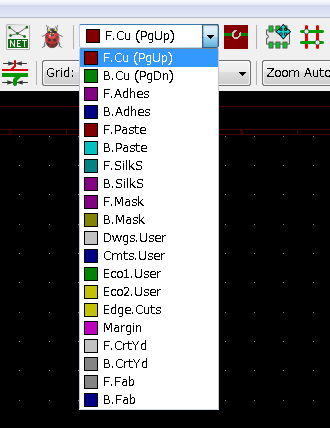 NET
F.Cu (PgUp)
Grid:
Zoom Auto
F.Cu (PgUp)
B.Cu (PgDn)
F.Adhes
B.Adhes
F.Paste
B.Paste
F.SilkS
B.SilkS
F.Mask
B.Mask
Dwgs.User
Cmts.User
Eco1.User
Eco2.User
Edge.Cuts
Margin
F.CrtYd
B.CrtYd
F.Fab
B.Fab